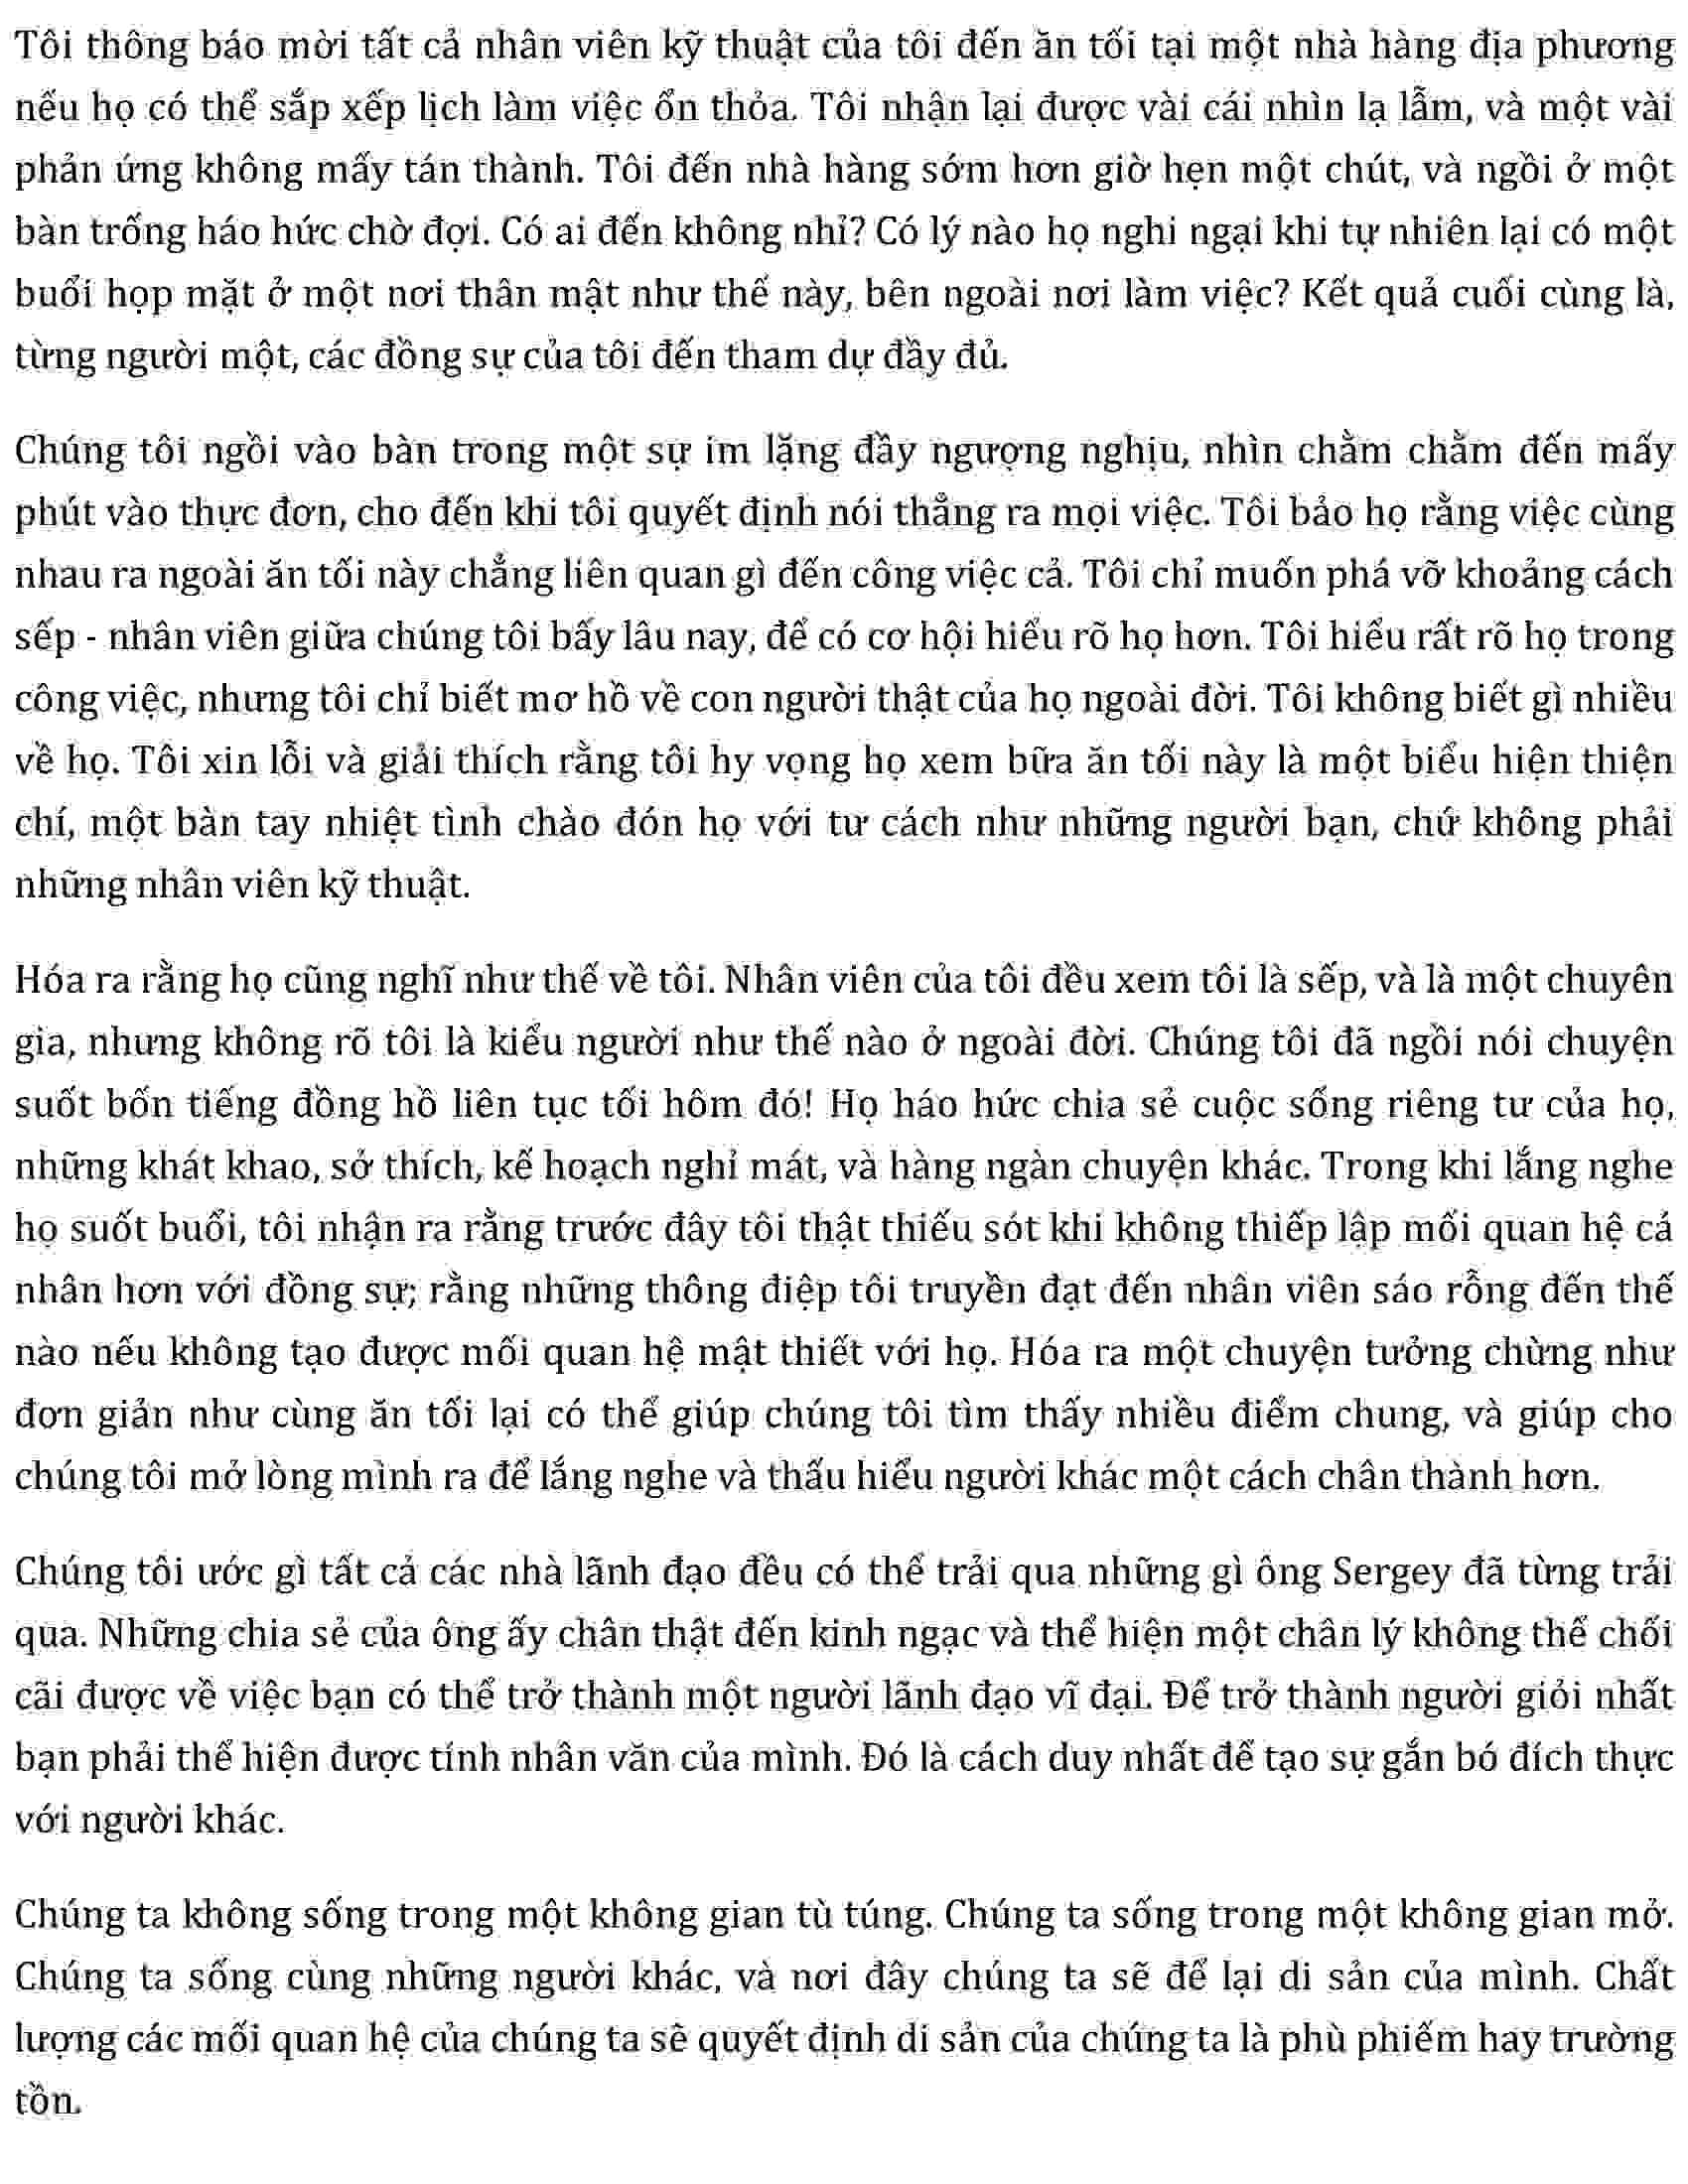 Tôi thông báo mời tất cả nhân viên kỹ thuật của tôi đến ăn tối tại một nhà hàng địa phương
nếu họ có thể sắp xếp lịch làm việc ổn thỏa. Tôi nhận lại được vài cái nhìn lạ lẫm, và một vài
phản ứng không mấy tán thành. Tôi đến nhà hàng sớm hơn giờ hẹn một chút, và ngồi ở một
bàn trống háo hức chờ đợi. Có ai đến không nhỉ? Có lý nào họ nghi ngại khi tự nhiên lại có một
buổi họp mặt ở một nơi thân mật như thế này, bên ngoài nơi làm việc? Kết quả cuối cùng là,
từng người một, các đồng sự của tôi đến tham dự đầy đủ.
Chúng tôi ngồi vào bàn trong một sự im lặng đầy ngượng nghịu, nhìn chằm chằm đến mấy
phút vào thực đơn, cho đến khi tôi quyết định nói thẳng ra mọi việc. Tôi bảo họ rằng việc cùng
nhau ra ngoài ăn tối này chẳng liên quan gì đến công việc cả. Tôi chỉ muốn phá vỡ khoảng cách
sếp - nhân viên giữa chúng tôi bấy lâu nay, để có cơ hội hiểu rõ họ hơn. Tôi hiểu rất rõ họ trong
công việc, nhưng tôi chỉ biết mơ hồ về con người thật của họ ngoài đời. Tôi không biết gì nhiều
về họ. Tôi xin lỗi và giải thích rằng tôi hy vọng họ xem bữa ăn tối này là một biểu hiện thiện
chí, một bàn tay nhiệt tình chào đón họ với tư cách như những người bạn, chứ không phải
những nhân viên kỹ thuật.
Hóa ra rằng họ cũng nghĩ như thế về tôi. Nhân viên của tôi đều xem tôi là sếp, và là một chuyên
gia, nhưng không rõ tôi là kiểu người như thế nào ở ngoài đời. Chúng tôi đã ngồi nói chuyện
suốt bốn tiếng đồng hồ liên tục tối hôm đó! Họ háo hức chia sẻ cuộc sống riêng tư của họ,
những khát khao, sở thích, kế hoạch nghỉ mát, và hàng ngàn chuyện khác. Trong khi lắng nghe
họ suốt buổi, tôi nhận ra rằng trước đây tôi thật thiếu sót khi không thiếp lập mối quan hệ cá
nhân hơn với đồng sự; rằng những thông điệp tôi truyền đạt đến nhân viên sáo rỗng đến thế
nào nếu không tạo được mối quan hệ mật thiết với họ. Hóa ra một chuyện tưởng chừng như
đơn giản như cùng ăn tối lại có thể giúp chúng tôi tìm thấy nhiều điểm chung, và giúp cho
chúng tôi mở lòng mình ra để lắng nghe và thấu hiểu người khác một cách chân thành hơn.
Chúng tôi ước gì tất cả các nhà lãnh đạo đều có thể trải qua những gì ông Sergey đã từng trải
qua. Những chia sẻ của ông ấy chân thật đến kinh ngạc và thể hiện một chân lý không thể chối
cãi được về việc bạn có thể trở thành một người lãnh đạo vĩ đại. Để trở thành người giỏi nhất
bạn phải thể hiện được tính nhân văn của mình. Đó là cách duy nhất để tạo sự gắn bó đích thực
với người khác.
Chúng ta không sống trong một không gian tù túng. Chúng ta sống trong một không gian mở.
Chúng ta sống cùng những người khác, và nơi đây chúng ta sẽ để lại di sản của mình. Chất
lượng các mối quan hệ của chúng ta sẽ quyết định di sản của chúng ta là phù phiếm hay trường
tồn.